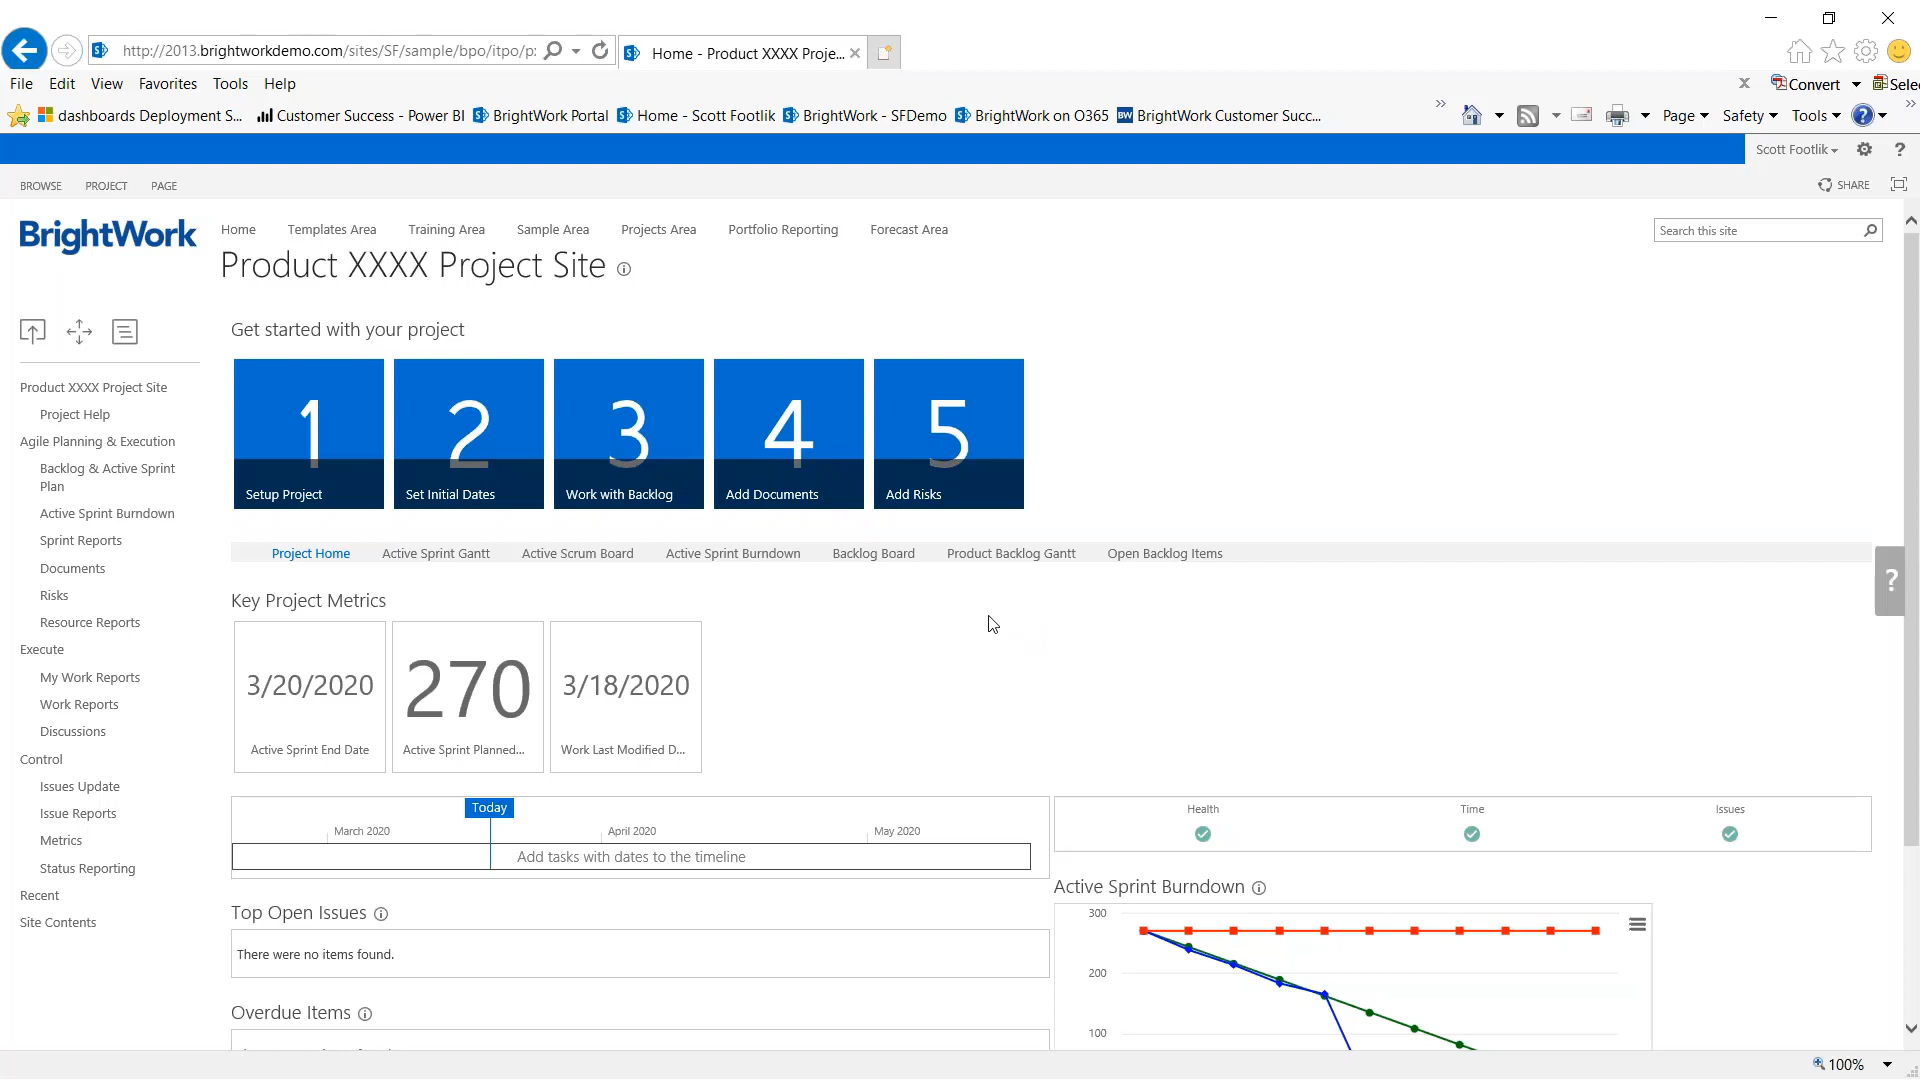 http://2013.brightworkdemo.com/sites/SF/sample/bpo/itpo/p:
Home - Product XXXX Proje...
File Edit View Favorites Tools Help
Convert Sele
dashboards Deployment S... Customer Success - Power BI BrightWork Portal Home - Scott Footlik BrightWork - SFDemo BrightWork on O365 BW BrightWork Customer Succ... Page Safety Tools
Scott Footlik
BROWSE PROJECT PAGE
SHARE
BrightWork
Home Templates Area Training Area Sample Area Projects Area Portfolio Reporting Forecast Area
Search this site
Product XXXX Project Site
Get started with your project
1 2 3 4 5
Setup Project Set Initial Dates Work with Backlog Add Documents Add Risks
Product XXXX Project Site
Project Help
Agile Planning & Execution
Backlog & Active Sprint
Plan
Active Sprint Burndown
Sprint Reports
Documents
Risks
Resource Reports
Execute
My Work Reports
Work Reports
Discussions
Control
Issues Update
Issue Reports
Metrics
Status Reporting
Recent
Site Contents
Project Home Active Sprint Gantt Active Scrum Board Active Sprint Burndown Backlog Board Product Backlog Gantt Open Backlog Items
?
Key Project Metrics
3/20/2020 270 3/18/2020
Active Sprint End Date Active Sprint Planned... Work Last Modified D...
Today
March 2020 April 2020 May 2020
Add tasks with dates to the timeline
Health Time Issues
Top Open Issues
There were no items found.
Overdue Items
Active Sprint Burndown
300
200
100
100%